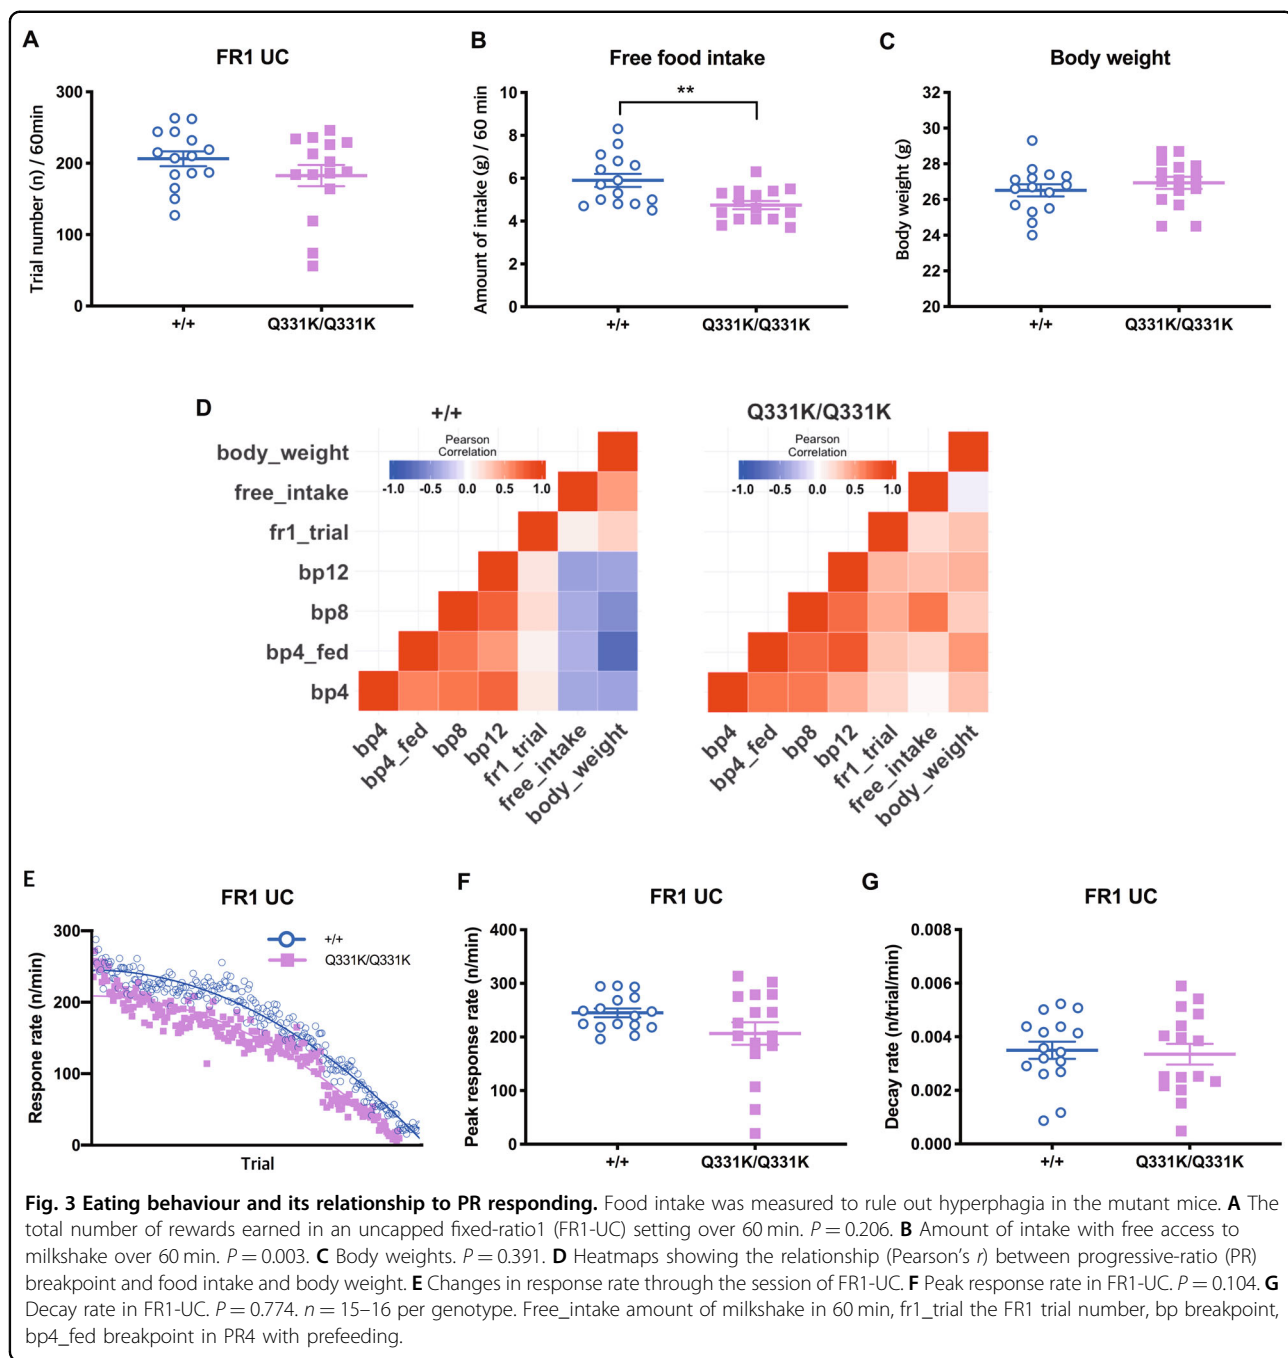 A
FR1 UC
Trial number (n) / 60min
300
200
100
0
+/+
Q331K/Q331K
B
Free food intake
**
Amount of intake (g) / 60 min
10
8
6
4
2
0
+/+
Q331K/Q331K
C
Body weight
Body weight (g)
32
30
28
26
24
22
20
+/+
Q331K/Q331K
D
+/+
Pearson
Correlation
-1.0 -0.5 0.0 0.5 1.0
body_weight
free_intake
fr1_trial
bp12
bp8
bp4_fed
bp4
bp4
bp4_fed
bp8
bp12
fr1_trial
free_intake
body_weight
Q331K/Q331K
Pearson
Correlation
-1.0 -0.5 0.0 0.5 1.0
bp4
bp4_fed
bp8
bp12
fr1_trial
free_intake
body_weight
E
FR1 UC
Response rate (n/min)
300
200
100
0
+/+
Q331K/Q331K
Trial
F
FR1 UC
Peak response rate (n/min)
400
300
200
100
0
+/+
Q331K/Q331K
G
FR1 UC
Decay rate (n/trial/min)
0.008
0.006
0.004
0.002
0.000
+/+
Q331K/Q331K
Fig. 3 Eating behaviour and its relationship to PR responding. Food intake was measured to rule out hyperphagia in the mutant mice. A The
total number of rewards earned in an uncapped fixed-ratio1 (FR1-UC) setting over 60 min. P = 0.206. B Amount of intake with free access to
milkshake over 60 min. P = 0.003. C Body weights. P = 0.391. D Heatmaps showing the relationship (Pearson's r) between progressive-ratio (PR)
breakpoint and food intake and body weight. E Changes in response rate through the session of FR1-UC. F Peak response rate in FR1-UC. P = 0.104. G
Decay rate in FR1-UC. P = 0.774. n = 15–16 per genotype. Free_intake amount of milkshake in 60 min, fr1_trial the FR1 trial number, bp breakpoint,
bp4_fed breakpoint in PR4 with prefeeding.